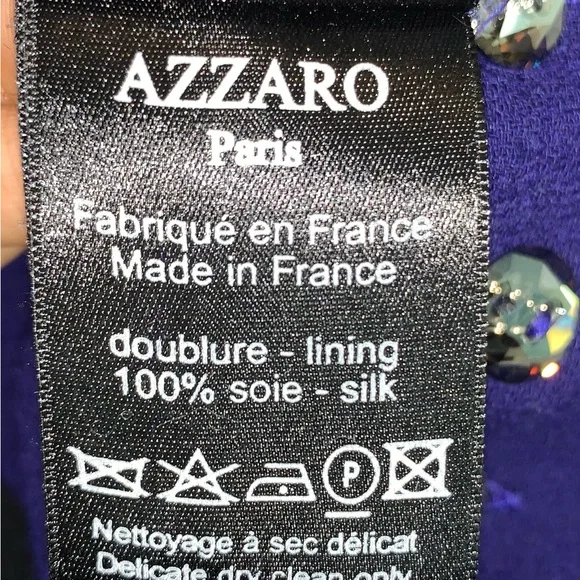 AZZARO
Paris
Fabriqué en France
Made in France
doublure - lining
100% soie - silk
P
Nettoyage à sec délicat
Delicate dry clean only